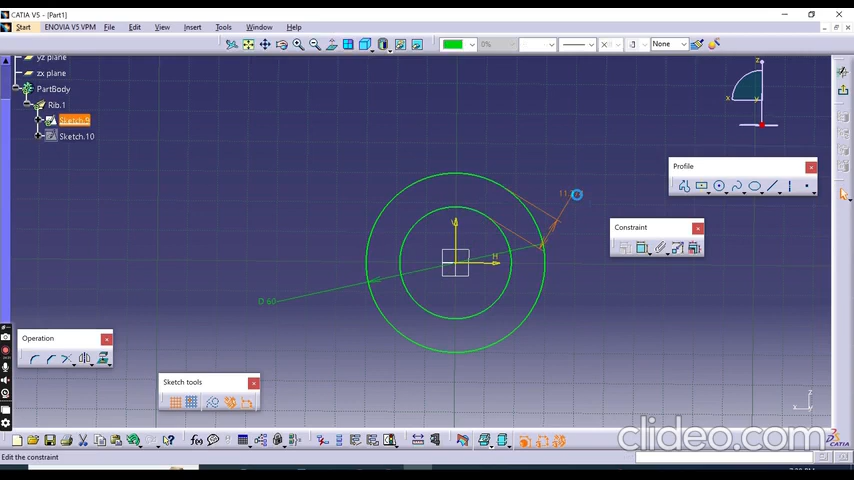 CATIA V5 - [Part1]
Start ENOVIA V5 VPM File Edit View Insert Tools Window Help
0% None
yz plane
zx plane
PartBody
Rib.1
Sketch.9
Sketch.10
z
x y
Profile
Constraint
V
H
D 60
Operation
Sketch tools
z
x y
clideo.com
CATIA
Edit the constraint